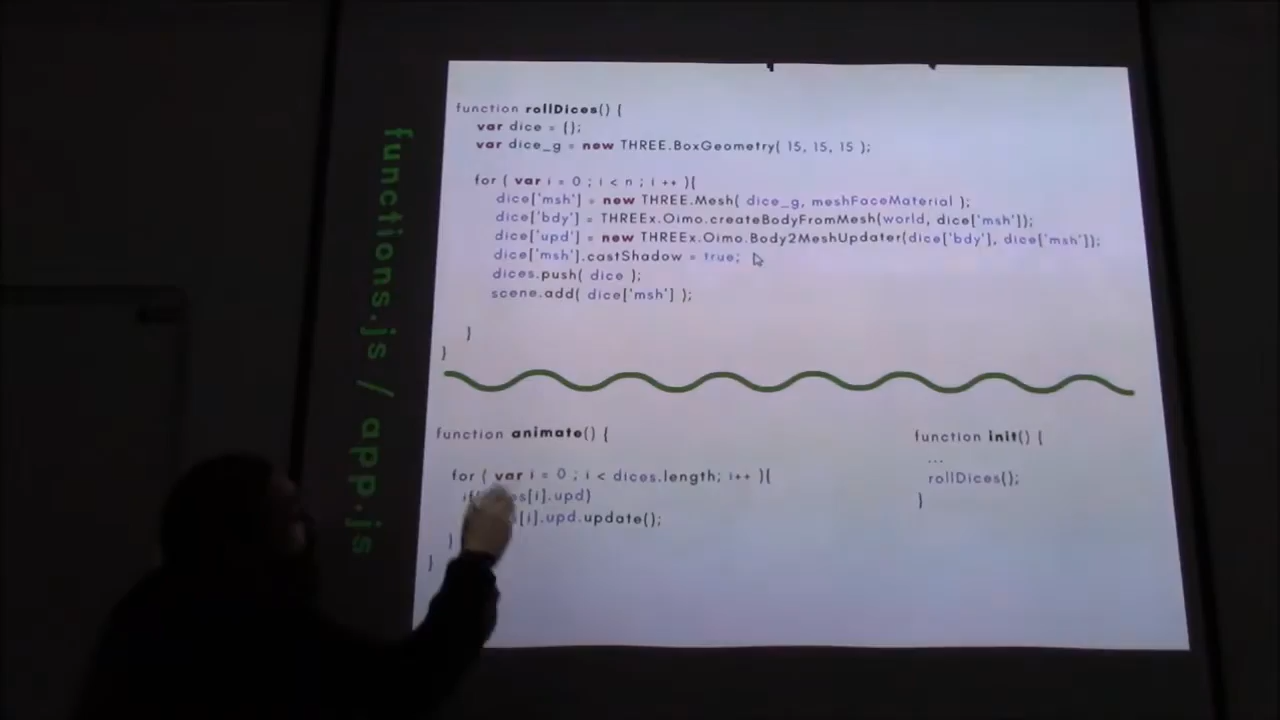 functions.js / app.js
function rollDices() {
var dice = {};
var dice_g = new THREE.BoxGeometry( 15, 15, 15 );
for ( var i = 0 ; i < n ; i ++ ){
dice['msh'] = new THREE.Mesh( dice_g, meshFaceMaterial );
dice['bdy'] = THREEx.Oimo.createBodyFromMesh(world, dice['msh']);
dice['upd'] = new THREEx.Oimo.Body2MeshUpdater(dice['bdy'], dice['msh']);
dice['msh'].castShadow = true;
dices.push( dice );
scene.add( dice['msh'] );
}
}
function animate() {
for ( var i = 0 ; i < dices.length; i++ ){
[i].upd)
[i].upd.update();
}
}
function init() {
...
rollDices();
}